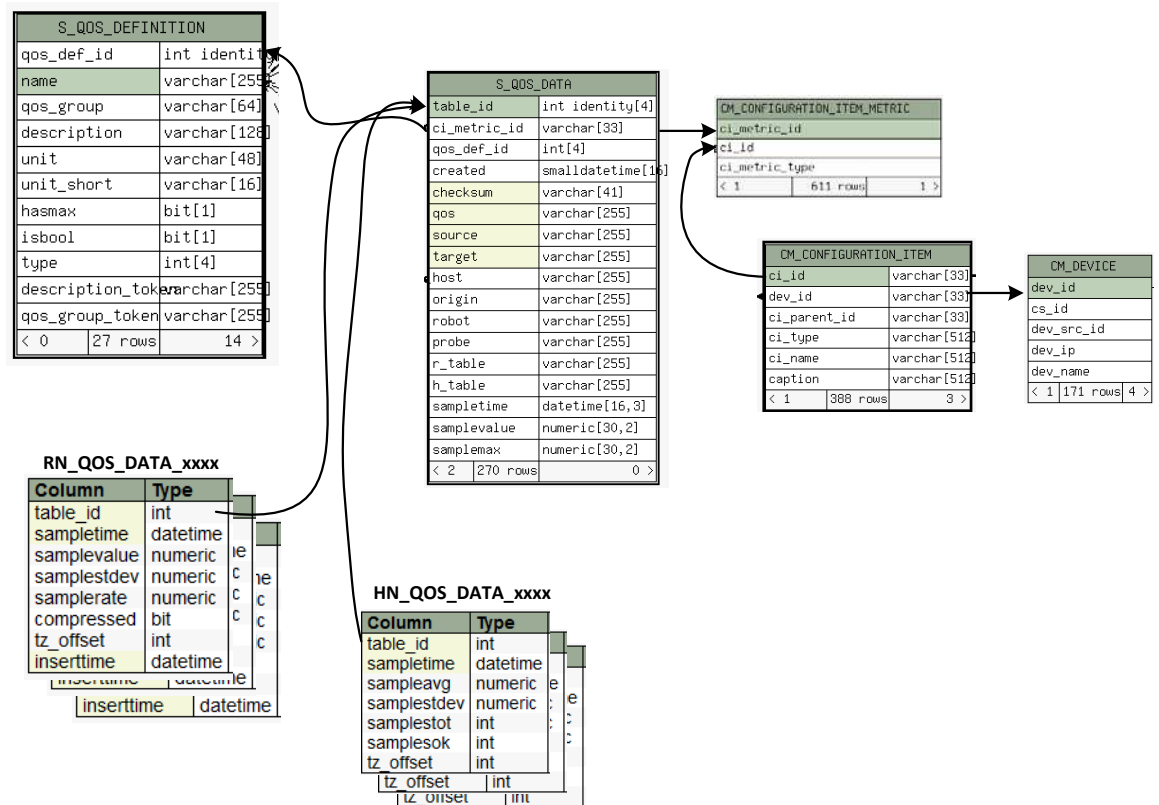 S_QOS_DEFINITION
qos_def_id int identit
name varchar[255
qos_group varchar[64]
description varchar[128]
unit varchar[48]
unit_short varchar[16]
hasmax bit[1]
isbool bit[1]
type int[4]
description_token varchar[255]
qos_group_token varchar[255]
< 0 27 rows 14 >
S_QOS_DATA
table_id int identity[4]
ci_metric_id varchar[33]
qos_def_id int[4]
created smalldatetime[16]
checksum varchar[41]
qos varchar[255]
source varchar[255]
target varchar[255]
host varchar[255]
origin varchar[255]
robot varchar[255]
probe varchar[255]
r_table varchar[255]
h_table varchar[255]
sampletime datetime[16,3]
samplevalue numeric[30,2]
samplemax numeric[30,2]
< 2 270 rows 0 >
CM_CONFIGURATION_ITEM_METRIC
ci_metric_id
ci_id
ci_metric_type
< 1 611 rows 1 >
CM_CONFIGURATION_ITEM
ci_id varchar[33]
dev_id varchar[33]
ci_parent_id varchar[33]
ci_type varchar[512]
ci_name varchar[512]
caption varchar[512]
< 1 388 rows 3 >
CM_DEVICE
dev_id
cs_id
dev_src_id
dev_ip
dev_name
< 1 171 rows 4 >
RN_QOS_DATA_xxxx
Column Type
table_id int
sampletime datetime
samplevalue numeric
samplestdev numeric
samplerate numeric
compressed bit
tz_offset int
inserttime datetime
inserttime datetime
inserttime datetime
HN_QOS_DATA_xxxx
Column Type
table_id int
sampletime datetime
sampleavg numeric
samplestdev numeric
samplestot int
samplesok int
tz_offset int
tz_offset int
tz_offset int